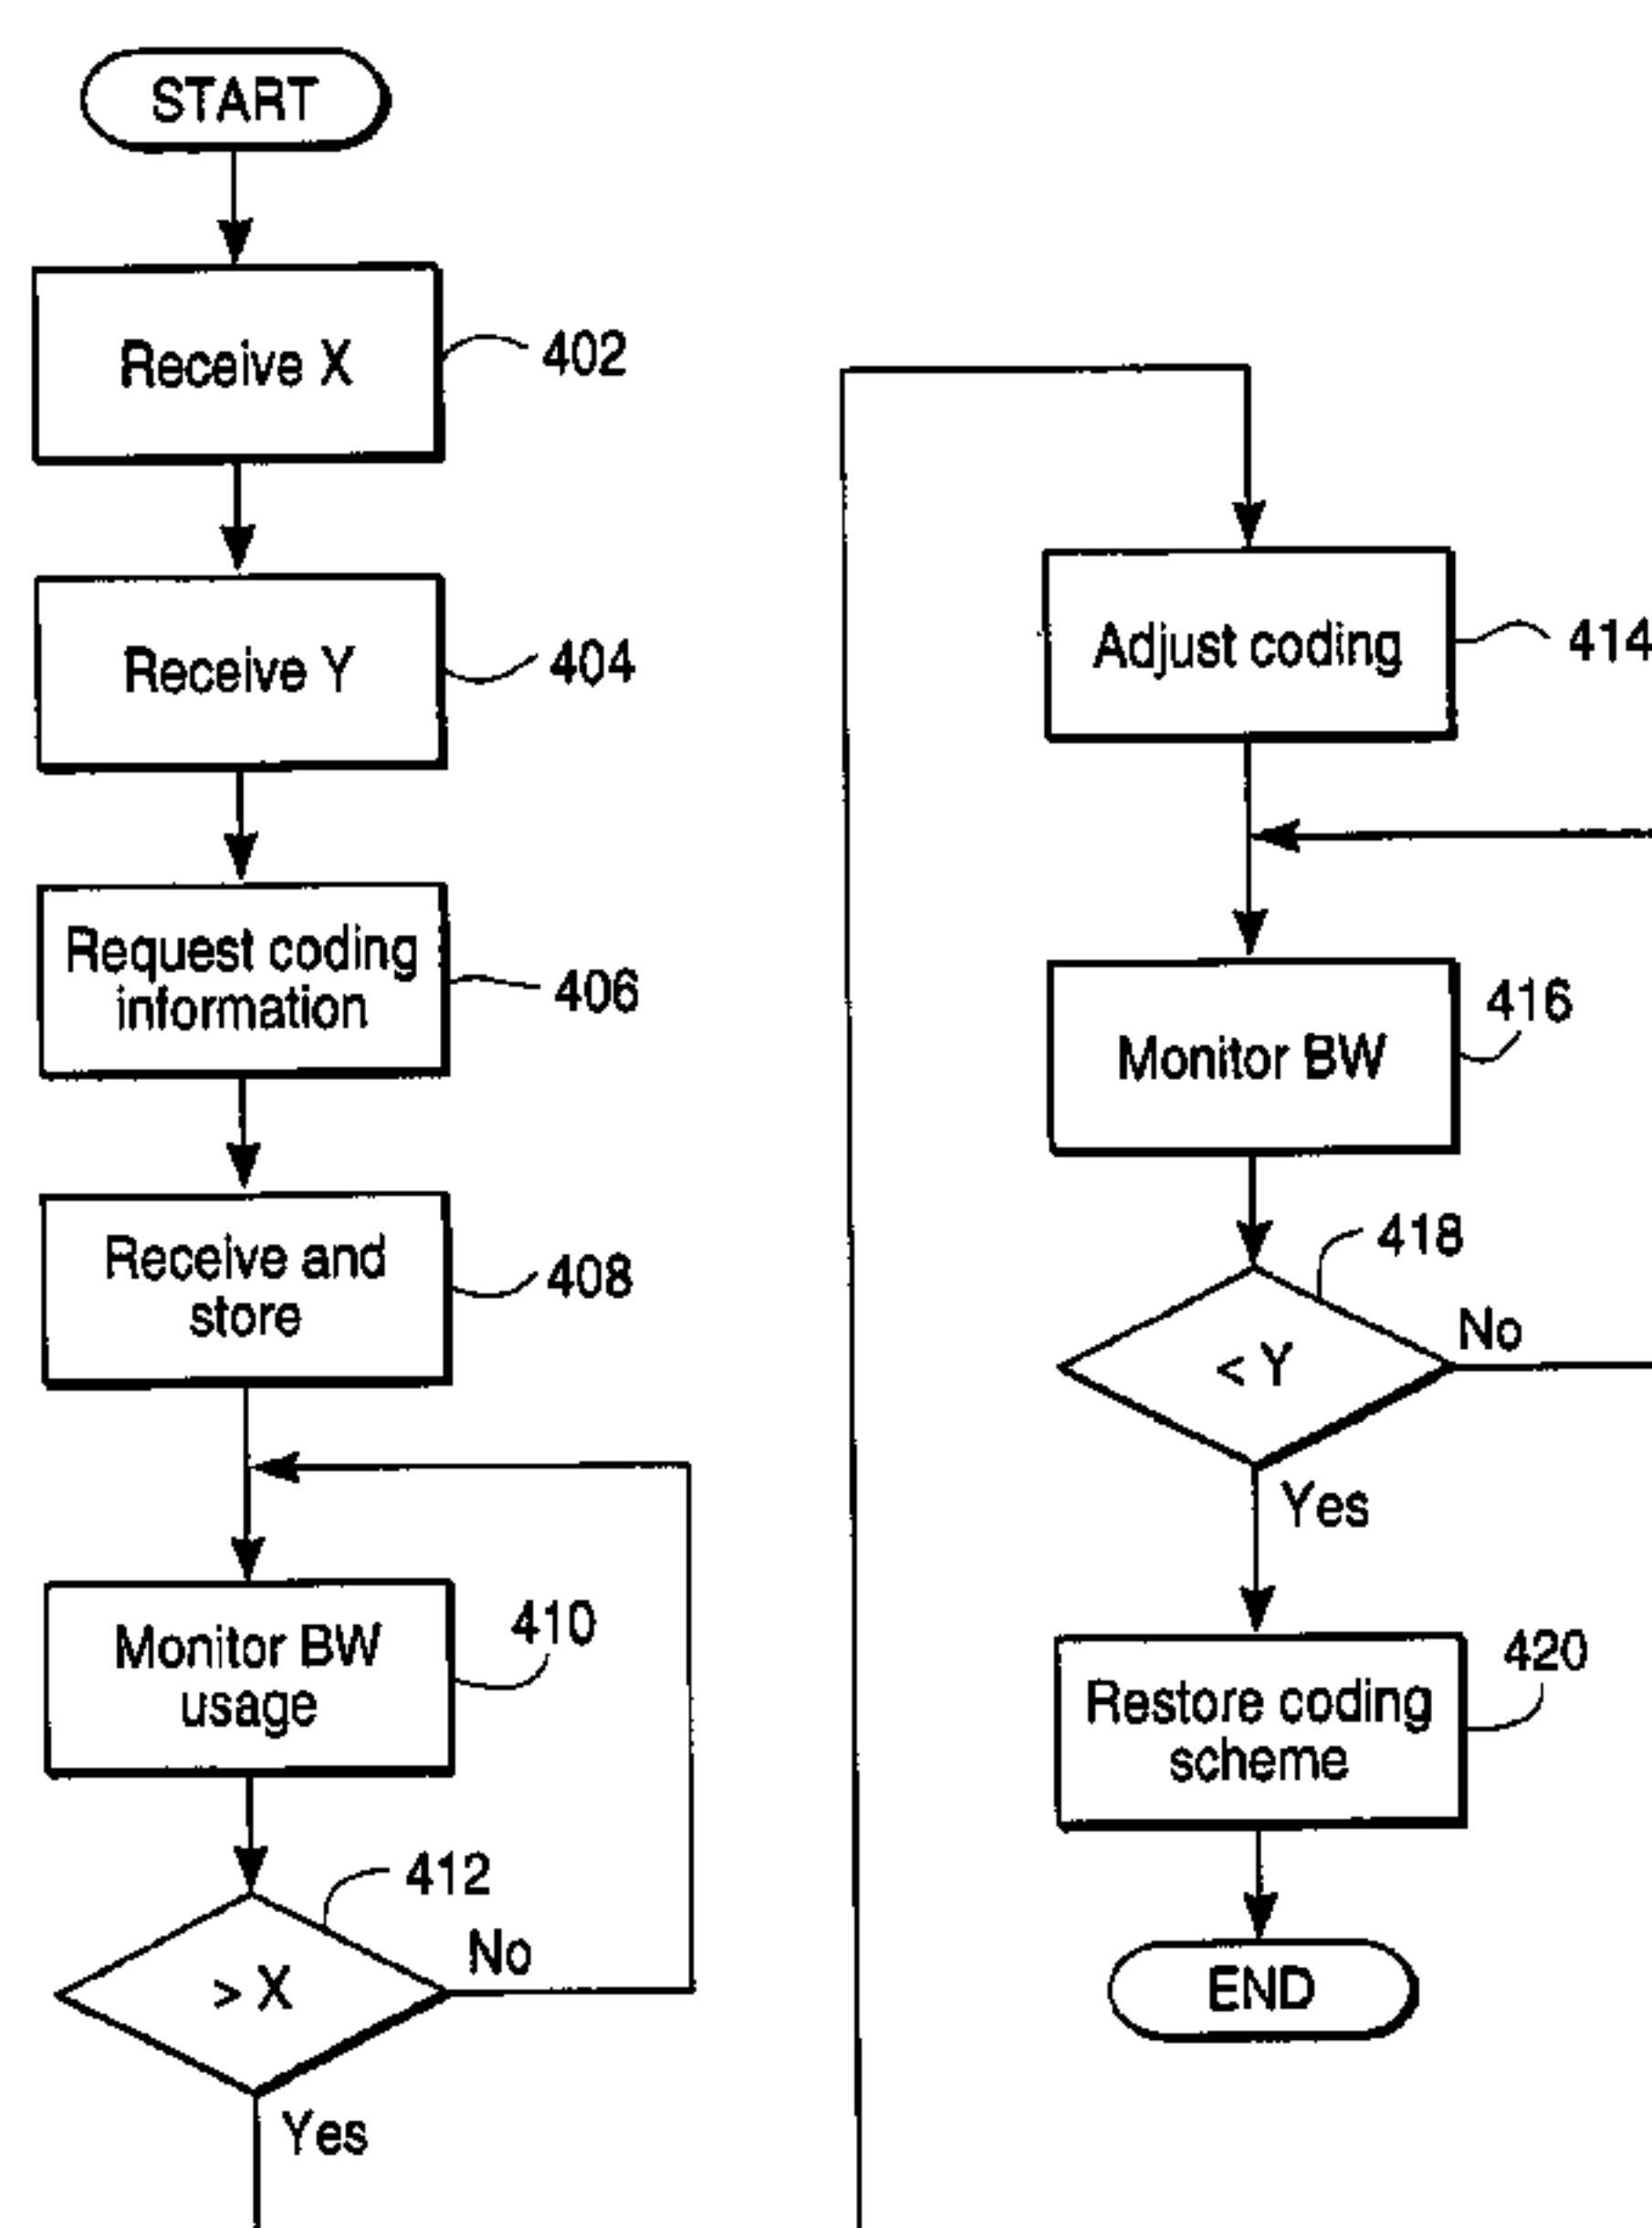 START
Receive X
402
Receive Y
404
Request coding
information
406
Receive and
store
408
Monitor BW
usage
410
412
> X
No
Yes
Adjust coding
414
Monitor BW
416
418
< Y
No
Yes
Restore coding
scheme
420
END